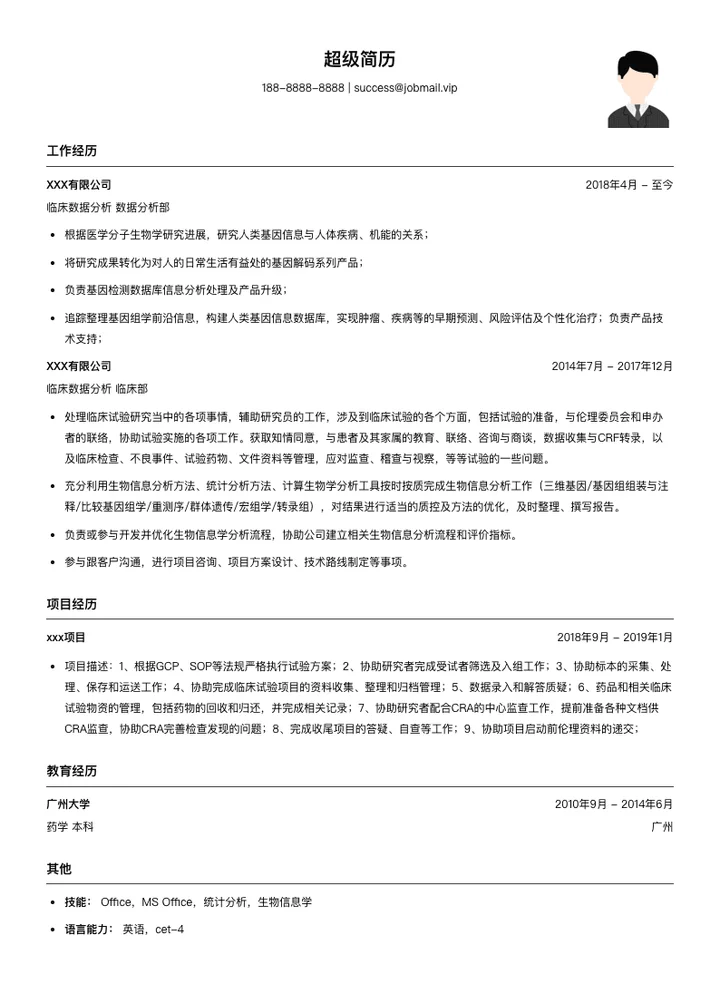 超级简历
188-8888-8888 | success@jobmail.vip
工作经历
XXX有限公司 2018年4月 – 至今
临床数据分析 数据分析部
• 根据医学分子生物学研究进展，研究人类基因信息与人体疾病、机能的关系；
• 将研究成果转化为对人的日常生活有益处的基因解码系列产品；
• 负责基因检测数据库信息分析处理及产品升级；
• 追踪整理基因组学前沿信息，构建人类基因信息数据库，实现肿瘤、疾病等的早期预测、风险评估及个性化治疗；负责产品技
术支持；
XXX有限公司 2014年7月 – 2017年12月
临床数据分析 临床部
• 处理临床试验研究当中的各项事情，辅助研究员的工作，涉及到临床试验的各个方面，包括试验的准备，与伦理委员会和申办
者的联络，协助试验实施的各项工作。获取知情同意，与患者及其家属的教育、联络、咨询与商谈，数据收集与CRF转录，以
及临床检查、不良事件、试验药物、文件资料等管理，应对监查、稽查与视察，等等试验的一些问题。
• 充分利用生物信息分析方法、统计分析方法、计算生物学分析工具按时按质完成生物信息分析工作（三维基因/基因组组装与注
释/比较基因组学/重测序/群体遗传/宏组学/转录组），对结果进行适当的质控及方法的优化，及时整理、撰写报告。
• 负责或参与开发并优化生物信息学分析流程，协助公司建立相关生物信息分析流程和评价指标。
• 参与跟客户沟通，进行项目咨询、项目方案设计、技术路线制定等事项。
项目经历
xxx项目 2018年9月 – 2019年1月
• 项目描述：1、根据GCP、SOP等法规严格执行试验方案；2、协助研究者完成受试者筛选及入组工作；3、协助标本的采集、处
理、保存和运送工作；4、协助完成临床试验项目的资料收集、整理和归档管理；5、数据录入和解答质疑；6、药品和相关临床
试验物资的管理，包括药物的回收和归还，并完成相关记录；7、协助研究者配合CRA的中心监查工作，提前准备各种文档供
CRA监查，协助CRA完善检查发现的问题；8、完成收尾项目的答疑、自查等工作；9、协助项目启动前伦理资料的递交；
教育经历
广州大学 2010年9月 – 2014年6月
药学 本科 广州
其他
• 技能： Office，MS Office，统计分析，生物信息学
• 语言能力： 英语，cet-4